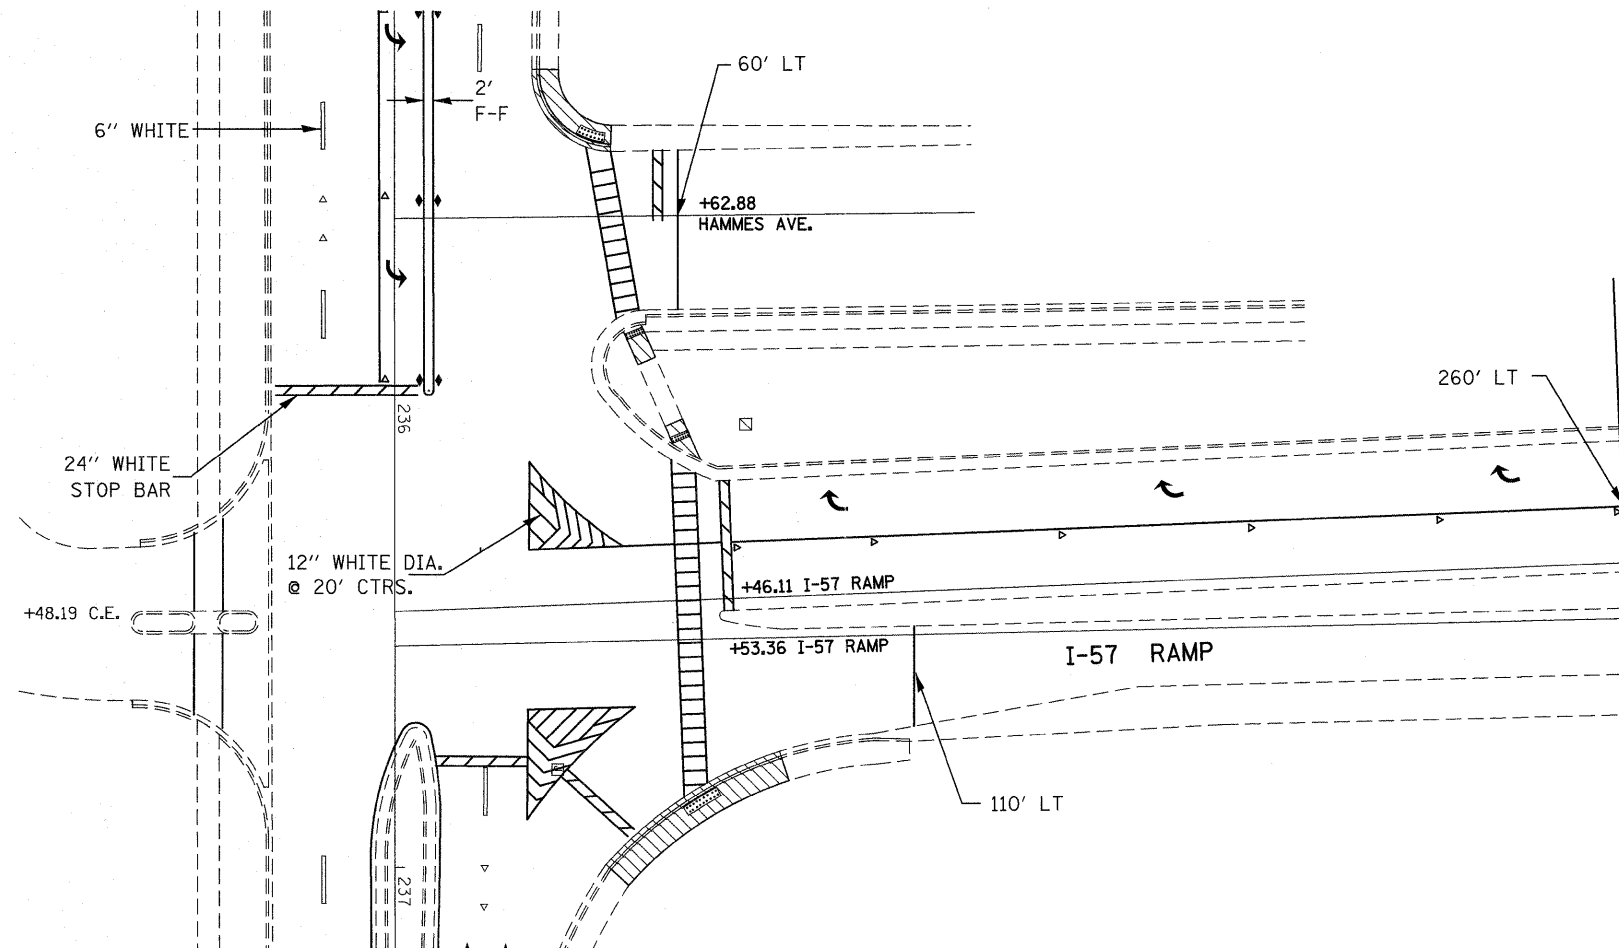 60' LT
2'
F-F
6" WHITE
+62.88
HAMMES AVE.
260' LT
236
24" WHITE
STOP BAR
12" WHITE DIA.
@ 20' CTRS.
+46.11 I-57 RAMP
+48.19 C.E.
+53.36 I-57 RAMP
I-57 RAMP
110' LT
237